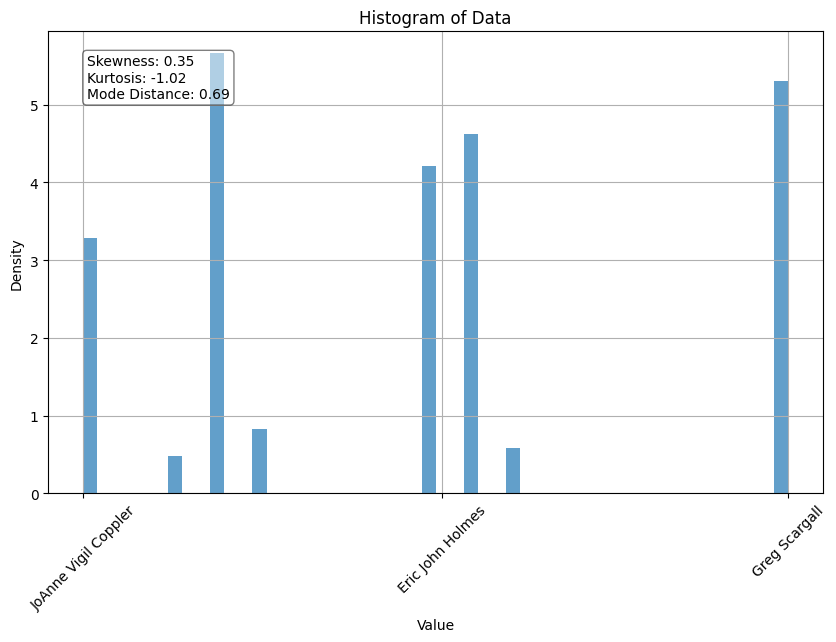 Histogram of Data
Skewness: 0.35
Kurtosis: -1.02
Mode Distance: 0.69
Density
5
4
3
2
1
0
JoAnne Vigil Coppler
Eric John Holmes
Greg Scargall
Value